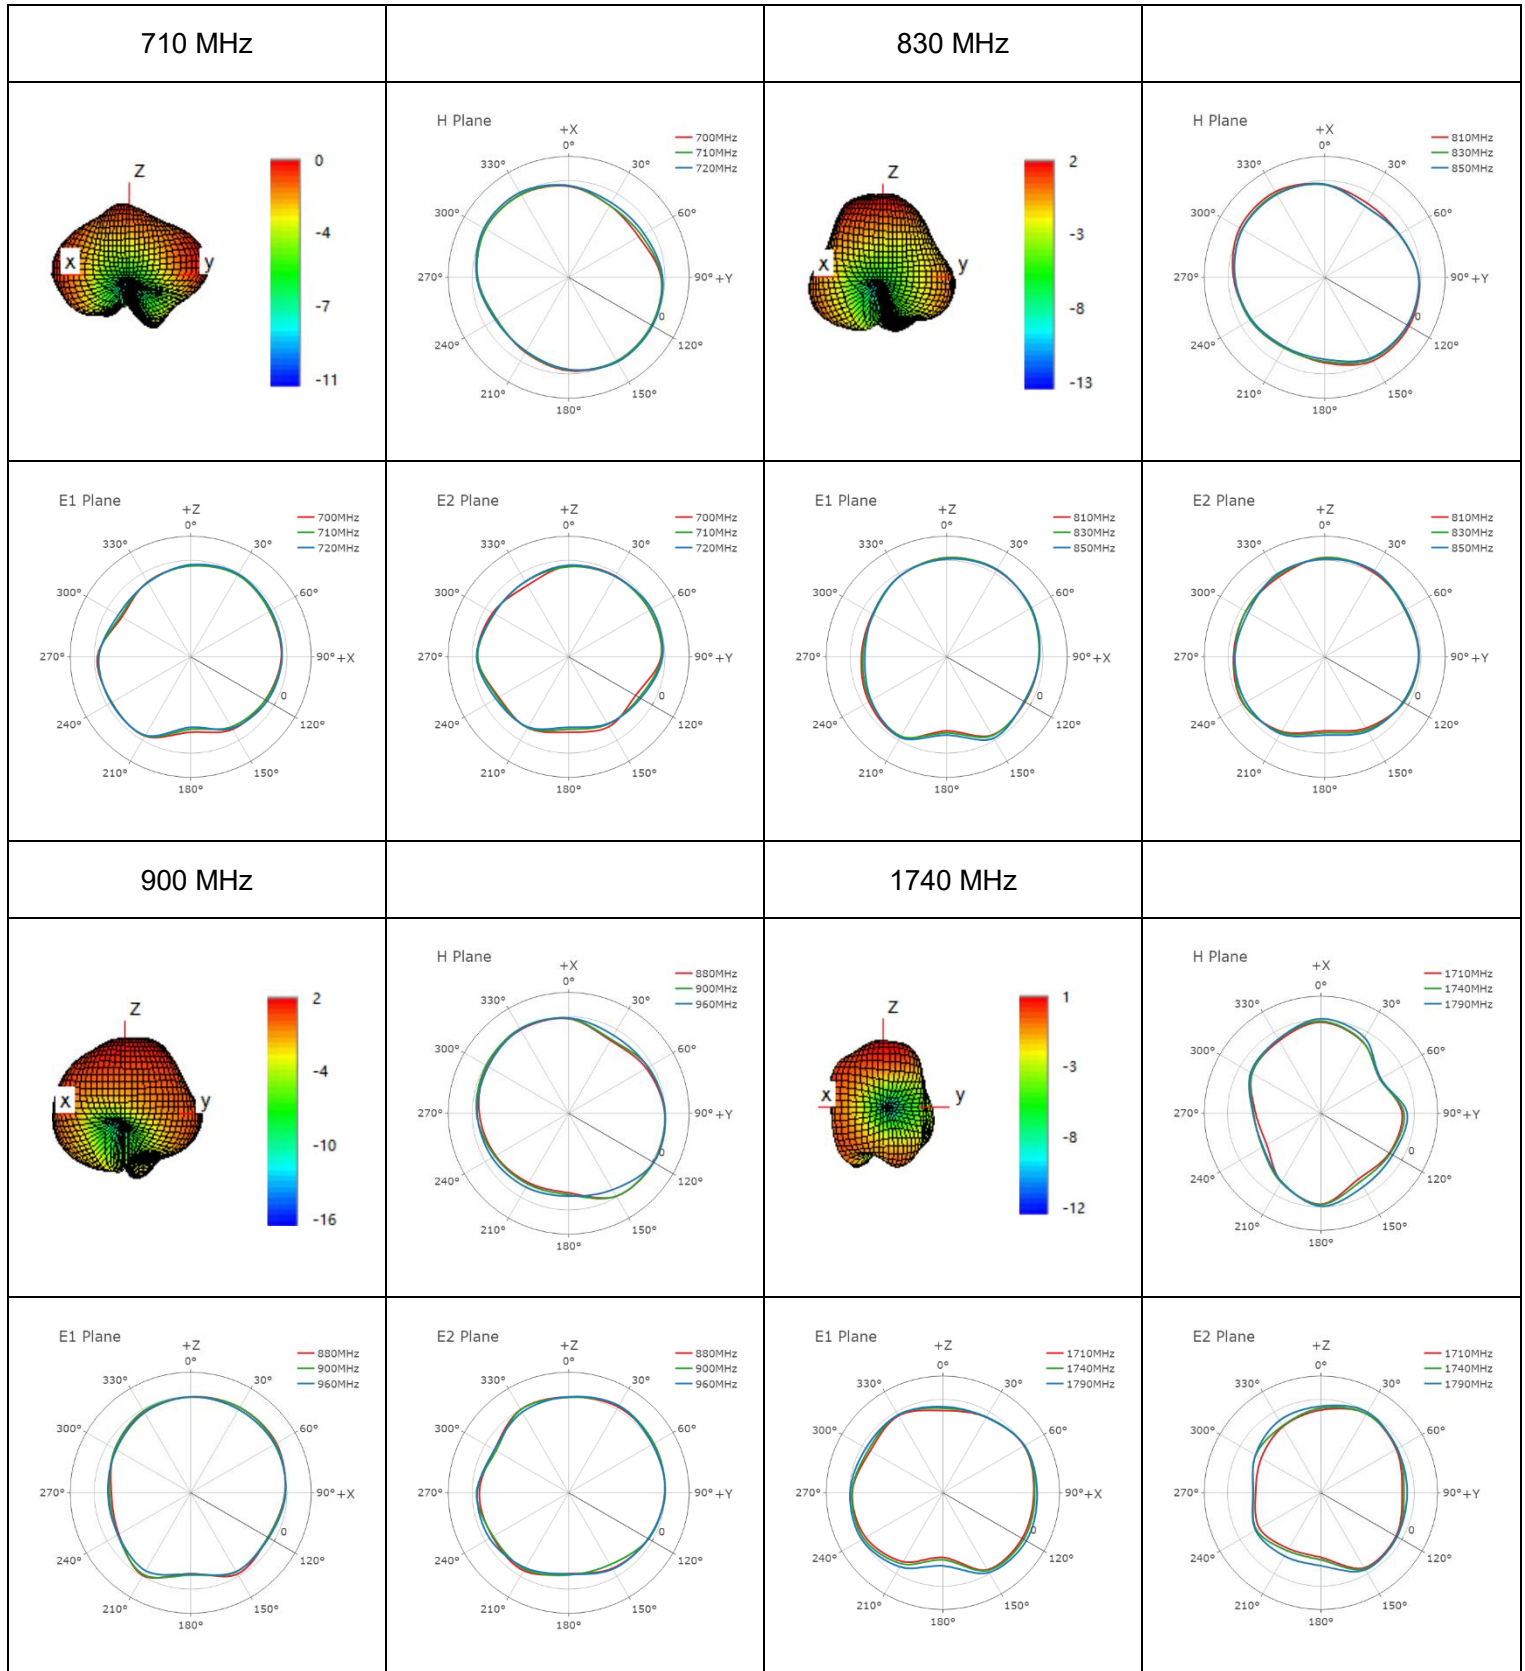 710 MHz
830 MHz
Z
x
y
0
-4
-7
-11
H Plane
+X
0°
30°
60°
90° +Y
120°
150°
180°
210°
240°
270°
300°
330°
0
700MHz
710MHz
720MHz
Z
x
y
2
-3
-8
-13
H Plane
+X
0°
30°
60°
90° +Y
120°
150°
180°
210°
240°
270°
300°
330°
0
810MHz
830MHz
850MHz
E1 Plane
+Z
0°
30°
60°
90° +X
120°
150°
180°
210°
240°
270°
300°
330°
0
700MHz
710MHz
720MHz
E2 Plane
+Z
0°
30°
60°
90° +Y
120°
150°
180°
210°
240°
270°
300°
330°
0
700MHz
710MHz
720MHz
E1 Plane
+Z
0°
30°
60°
90° +X
120°
150°
180°
210°
240°
270°
300°
330°
0
810MHz
830MHz
850MHz
E2 Plane
+Z
0°
30°
60°
90° +Y
120°
150°
180°
210°
240°
270°
300°
330°
0
810MHz
830MHz
850MHz
900 MHz
1740 MHz
Z
x
y
2
-4
-10
-16
H Plane
+X
0°
30°
60°
90° +Y
120°
150°
180°
210°
240°
270°
300°
330°
0
880MHz
900MHz
960MHz
Z
x
y
1
-3
-8
-12
H Plane
+X
0°
30°
60°
90° +Y
120°
150°
180°
210°
240°
270°
300°
330°
0
1710MHz
1740MHz
1790MHz
E1 Plane
+Z
0°
30°
60°
90° +X
120°
150°
180°
210°
240°
270°
300°
330°
0
880MHz
900MHz
960MHz
E2 Plane
+Z
0°
30°
60°
90° +Y
120°
150°
180°
210°
240°
270°
300°
330°
0
880MHz
900MHz
960MHz
E1 Plane
+Z
0°
30°
60°
90° +X
120°
150°
180°
210°
240°
270°
300°
330°
0
1710MHz
1740MHz
1790MHz
E2 Plane
+Z
0°
30°
60°
90° +Y
120°
150°
180°
210°
240°
270°
300°
330°
0
1710MHz
1740MHz
1790MHz